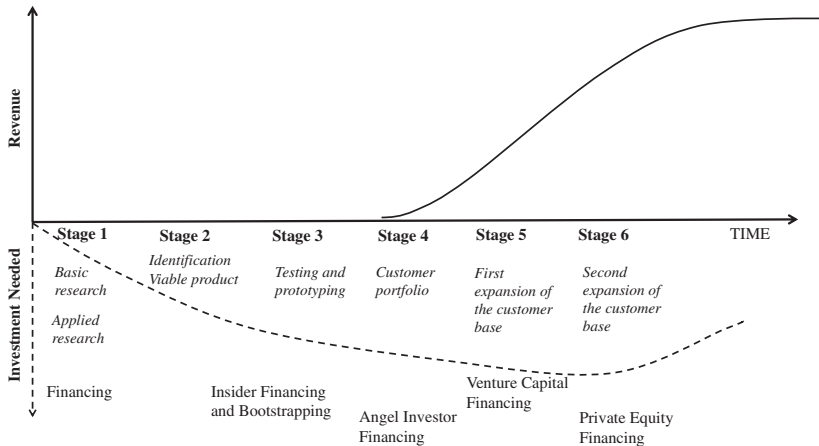 Revenue
Stage 1
Stage 2
Stage 3
Stage 4
Stage 5
Stage 6
TIME
Investment Needed
Basic
research
Applied
research
Identification
Viable product
Testing and
prototyping
Customer
portfolio
First
expansion of
the customer
base
Second
expansion of
the customer
base
Financing
Insider Financing
and Bootstrapping
Angel Investor
Financing
Venture Capital
Financing
Private Equity
Financing